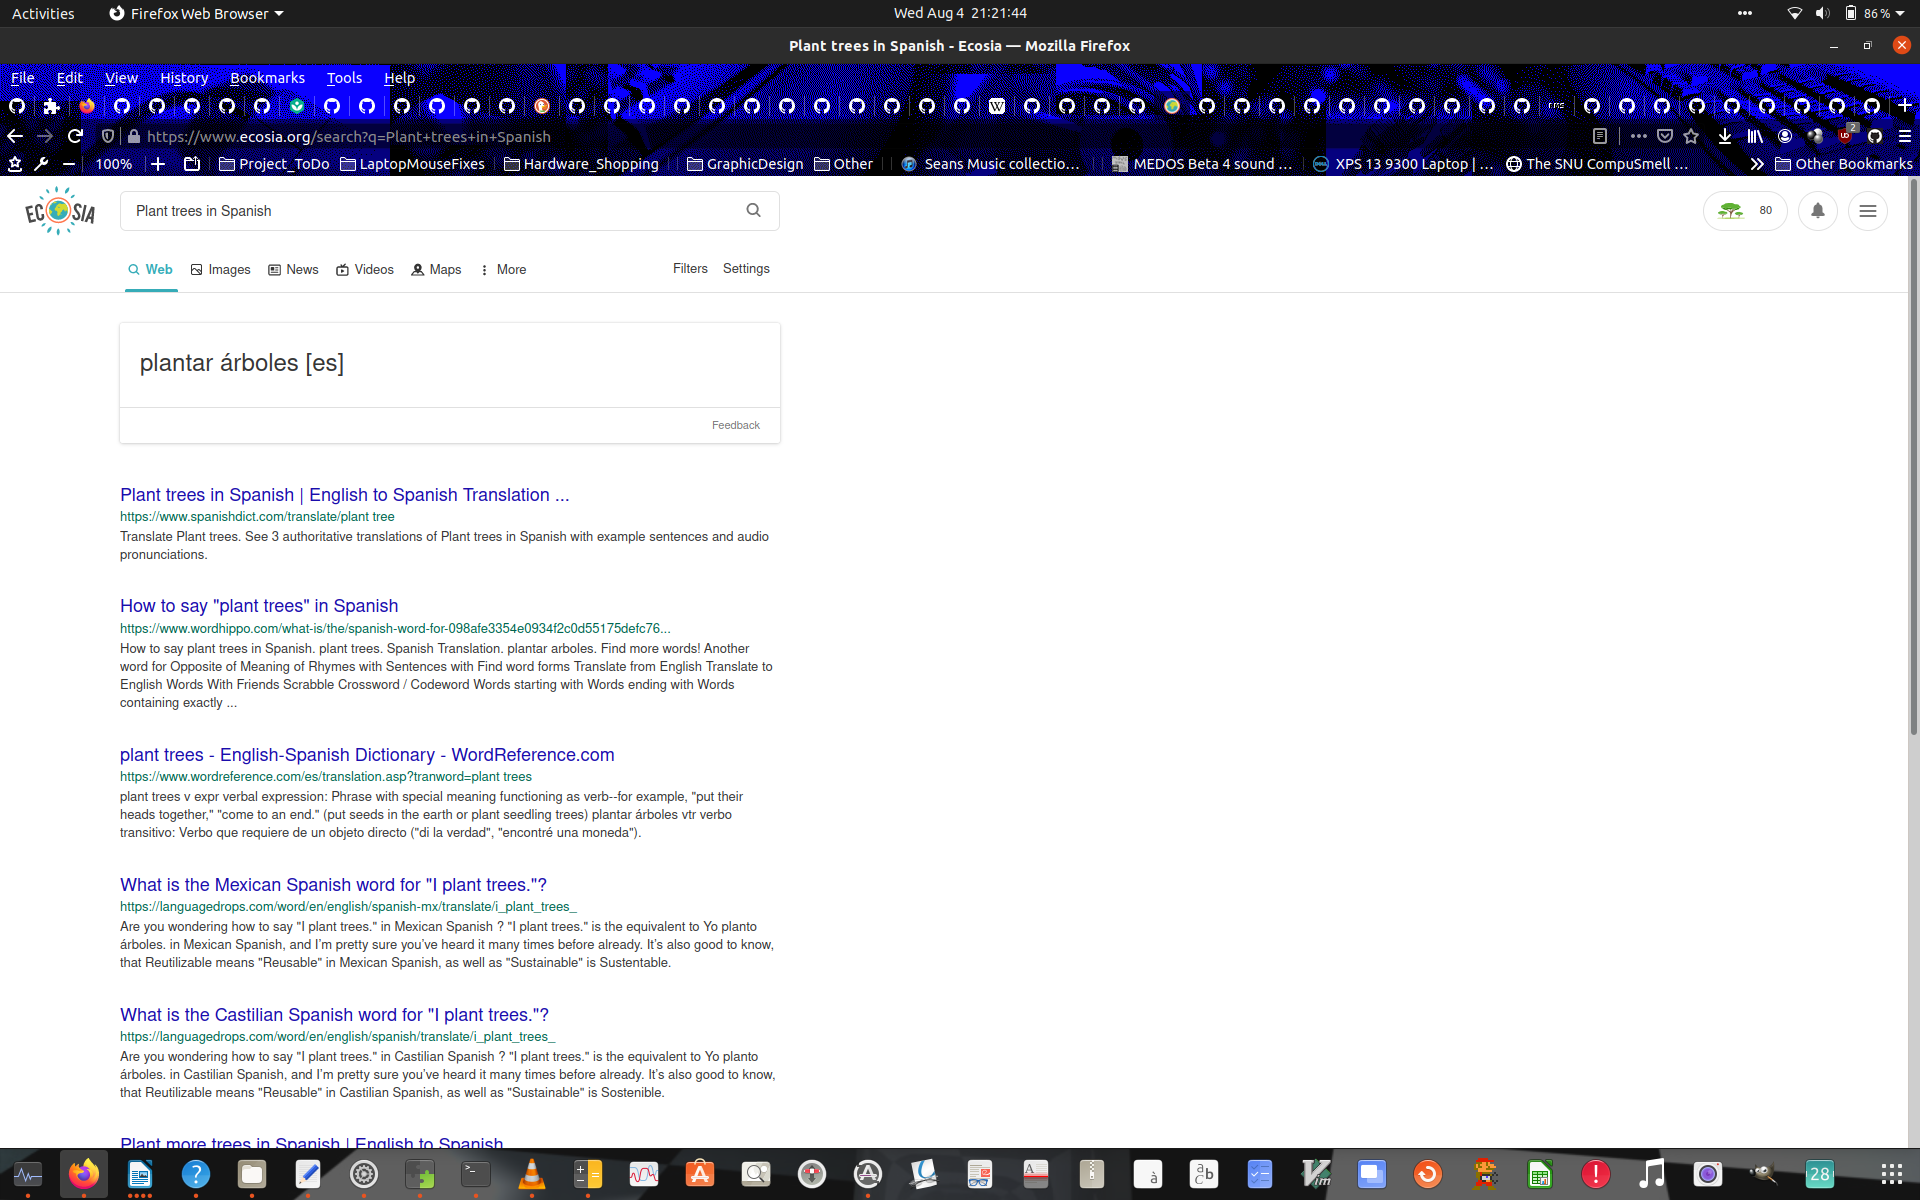 Activities
Firefox Web Browser
Wed Aug 4 21:21:44
86 %
Plant trees in Spanish - Ecosia — Mozilla Firefox
File Edit View History Bookmarks Tools Help
https://www.ecosia.org/search?q=Plant+trees+in+Spanish
2
100%
Project_ToDo
LaptopMouseFixes
Hardware_Shopping
GraphicDesign
Other
Seans Music collectio...
MEDOS Beta 4 sound ...
XPS 13 9300 Laptop | ...
The SNU CompuSmell ...
Other Bookmarks
ECOSIA
Plant trees in Spanish
80
Web
Images
News
Videos
Maps
More
Filters
Settings
plantar árboles [es]
Feedback
Plant trees in Spanish | English to Spanish Translation ...
https://www.spanishdict.com/translate/plant tree
Translate Plant trees. See 3 authoritative translations of Plant trees in Spanish with example sentences and audio
pronunciations.
How to say "plant trees" in Spanish
https://www.wordhippo.com/what-is/the/spanish-word-for-098afe3354e0934f2c0d55175defc76...
How to say plant trees in Spanish. plant trees. Spanish Translation. plantar arboles. Find more words! Another
word for Opposite of Meaning of Rhymes with Sentences with Find word forms Translate from English Translate to
English Words With Friends Scrabble Crossword / Codeword Words starting with Words ending with Words
containing exactly ...
plant trees - English-Spanish Dictionary - WordReference.com
https://www.wordreference.com/es/translation.asp?tranword=plant trees
plant trees v expr verbal expression: Phrase with special meaning functioning as verb--for example, "put their
heads together," "come to an end." (put seeds in the earth or plant seedling trees) plantar árboles vtr verbo
transitivo: Verbo que requiere de un objeto directo ("di la verdad", "encontré una moneda").
What is the Mexican Spanish word for "I plant trees."?
https://languagedrops.com/word/en/english/spanish-mx/translate/i_plant_trees_
Are you wondering how to say "I plant trees." in Mexican Spanish ? "I plant trees." is the equivalent to Yo planto
árboles. in Mexican Spanish, and I'm pretty sure you've heard it many times before already. It's also good to know,
that Reutilizable means "Reusable" in Mexican Spanish, as well as "Sustainable" is Sustentable.
What is the Castilian Spanish word for "I plant trees."?
https://languagedrops.com/word/en/english/spanish/translate/i_plant_trees_
Are you wondering how to say "I plant trees." in Castilian Spanish ? "I plant trees." is the equivalent to Yo planto
árboles. in Castilian Spanish, and I'm pretty sure you've heard it many times before already. It's also good to know,
that Reutilizable means "Reusable" in Castilian Spanish, as well as "Sustainable" is Sostenible.
Plant more trees in Spanish | English to Spanish
28